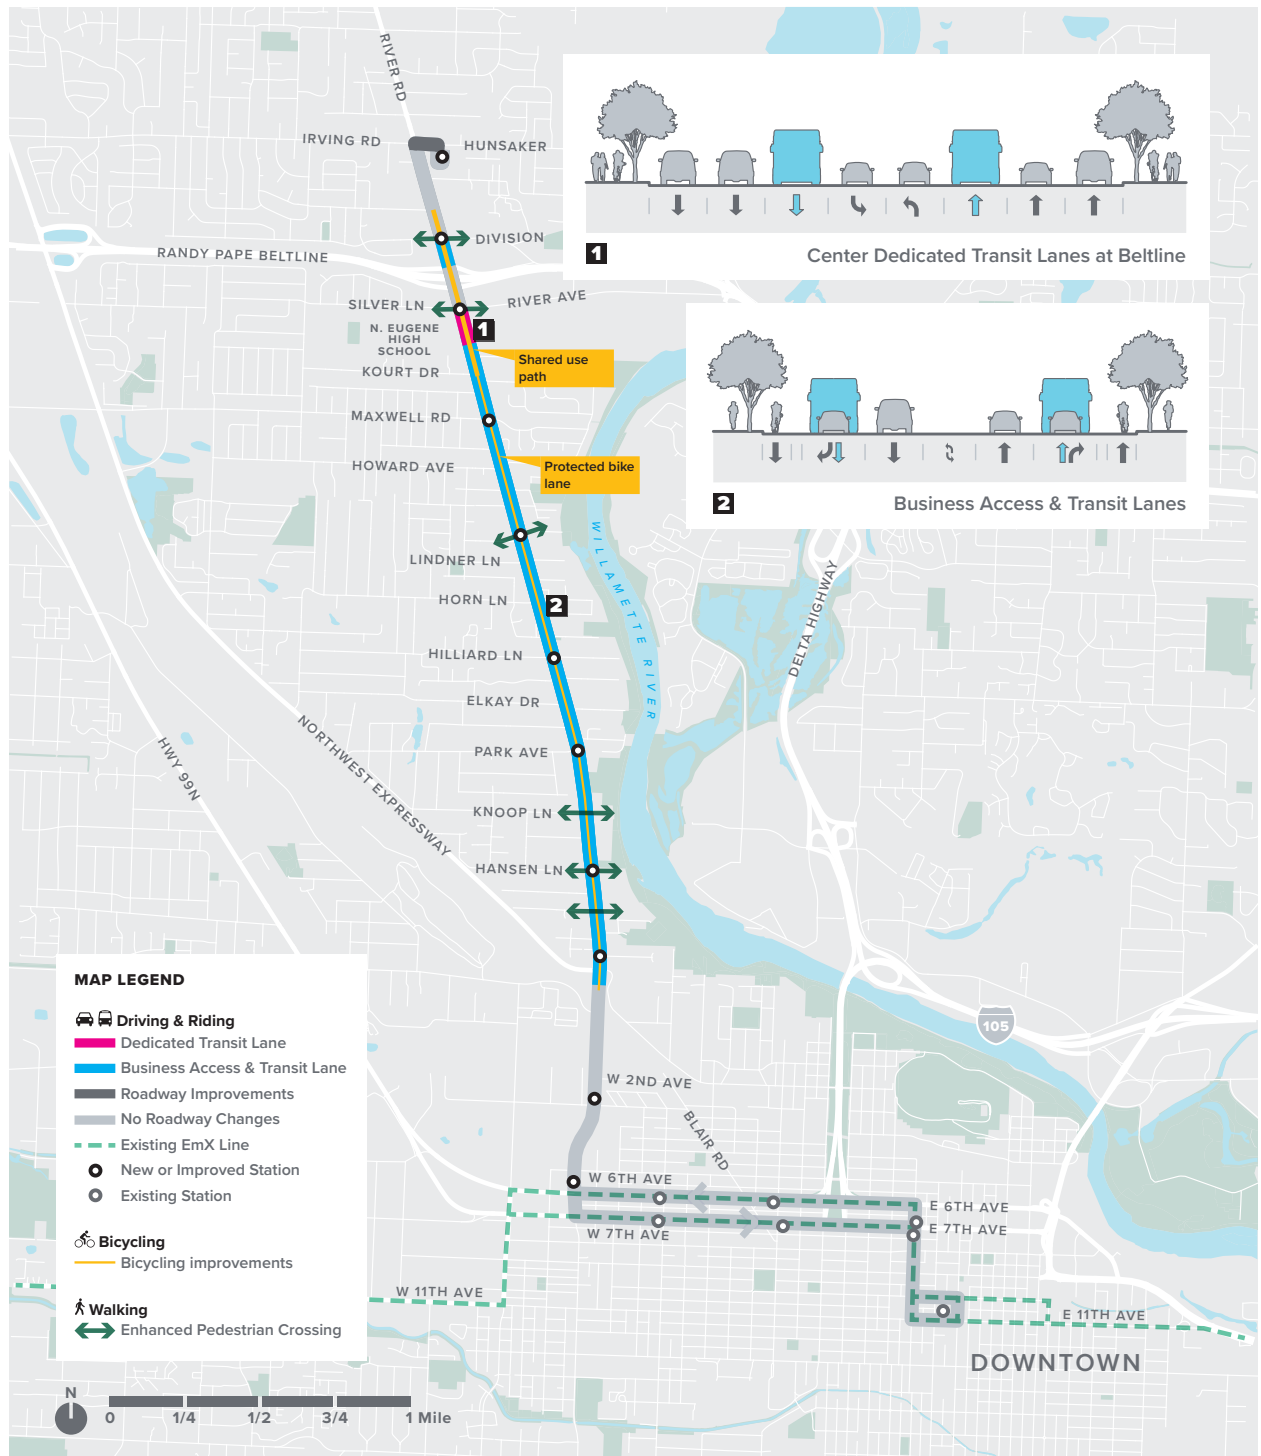 RIVER RD
IRVING RD
HUNSAKER
DIVISION
RANDY PAPE BELTLINE
SILVER LN
RIVER AVE
N. EUGENE
HIGH
SCHOOL
1
Shared use
path
KOURT DR
MAXWELL RD
HOWARD AVE
Protected bike
lane
LINDNER LN
HORN LN
2
HILLIARD LN
ELKAY DR
PARK AVE
KNOOP LN
HANSEN LN
WILLAMETTE RIVER
DELTA HIGHWAY
NORTHWEST EXPRESSWAY
HWY 99N
105
W 2ND AVE
BLAIR RD
W 6TH AVE
E 6TH AVE
W 7TH AVE
E 7TH AVE
W 11TH AVE
E 11TH AVE
DOWNTOWN
1
Center Dedicated Transit Lanes at Beltline
2
Business Access & Transit Lanes
MAP LEGEND
Driving & Riding
Dedicated Transit Lane
Business Access & Transit Lane
Roadway Improvements
No Roadway Changes
Existing EmX Line
New or Improved Station
Existing Station
Bicycling
Bicycling improvements
Walking
Enhanced Pedestrian Crossing
N
0 1/4 1/2 3/4 1 Mile